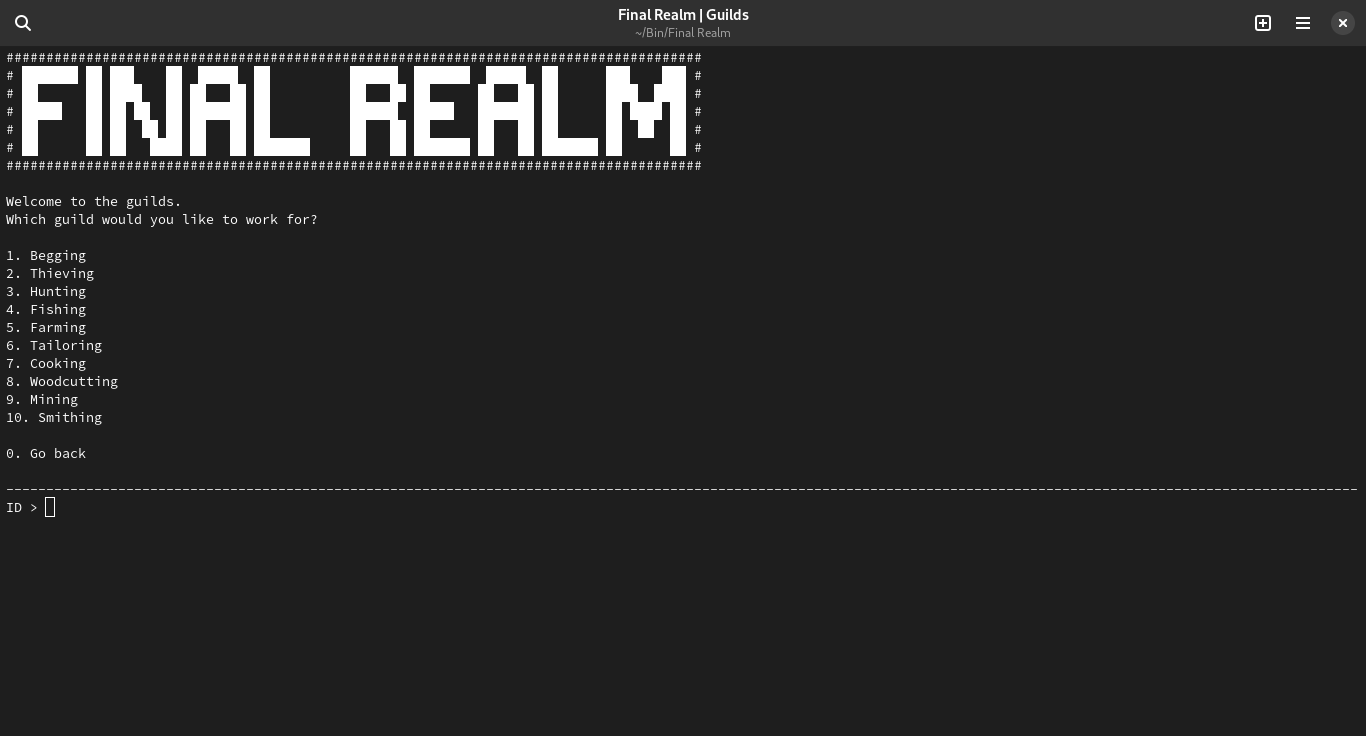 Final Realm | Guilds
~/Bin/Final Realm
#######################################################################################
FINAL REALM
#######################################################################################
Welcome to the guilds.
Which guild would you like to work for?
1. Begging
2. Thieving
3. Hunting
4. Fishing
5. Farming
6. Tailoring
7. Cooking
8. Woodcutting
9. Mining
10. Smithing
0. Go back
ID >